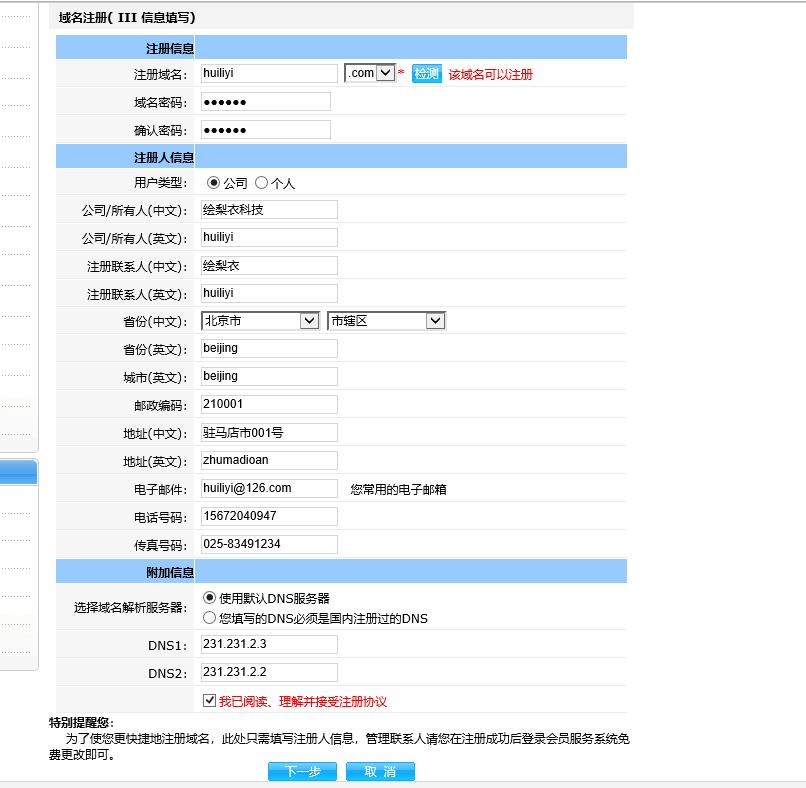 域名注册( III 信息填写)
注册信息
注册域名: huiliyi .com * 检测 该域名可以注册
域名密码: ●●●●●●
确认密码: ●●●●●●
注册人信息
用户类型: 公司 个人
公司/所有人(中文): 绘梨衣科技
公司/所有人(英文): huiliyi
注册联系人(中文): 绘梨衣
注册联系人(英文): huiliyi
省份(中文): 北京市 市辖区
省份(英文): beijing
城市(英文): beijing
邮政编码: 210001
地址(中文): 驻马店市001号
地址(英文): zhumadioan
电子邮件: huiliyi@126.com 您常用的电子邮箱
电话号码: 15672040947
传真号码: 025-83491234
附加信息
选择域名解析服务器: 使用默认DNS服务器
您填写的DNS必须是国内注册过的DNS
DNS1: 231.231.2.3
DNS2: 231.231.2.2
我已阅读、理解并接受注册协议
特别提醒您:
为了使您更快捷地注册域名，此处只需填写注册人信息，管理联系人请您在注册成功后登录会员服务系统免
费更改即可。
下一步 取 消